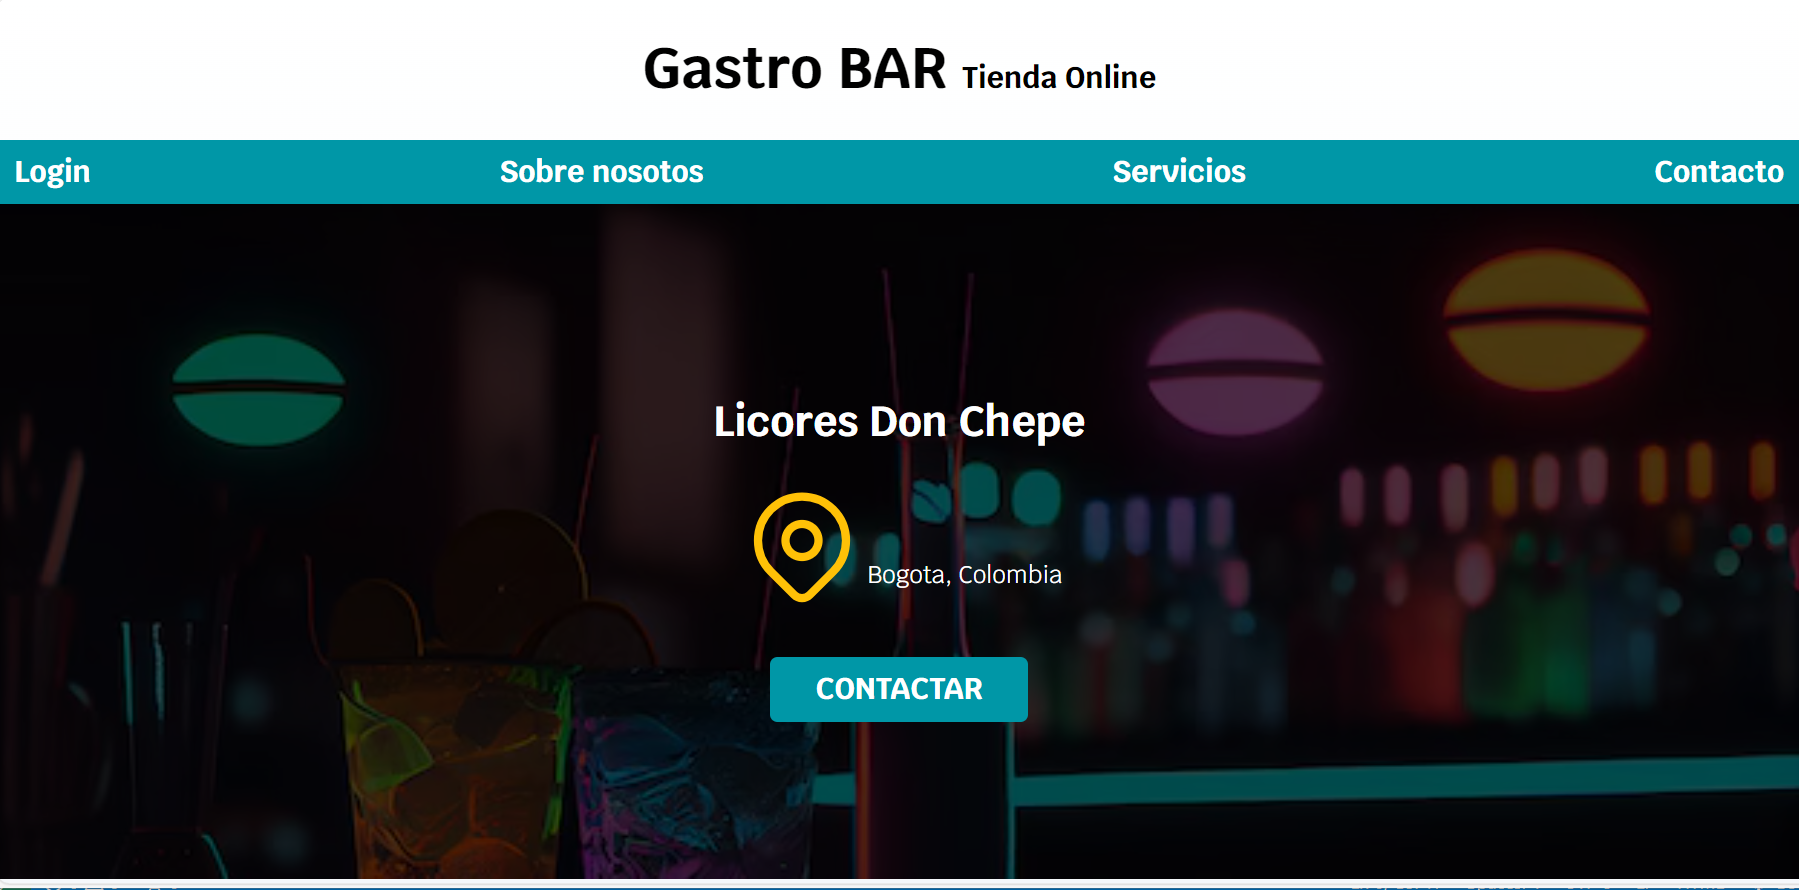 Gastro BAR Tienda Online
Login Sobre nosotos Servicios Contacto
Licores Don Chepe
Bogota, Colombia
CONTACTAR